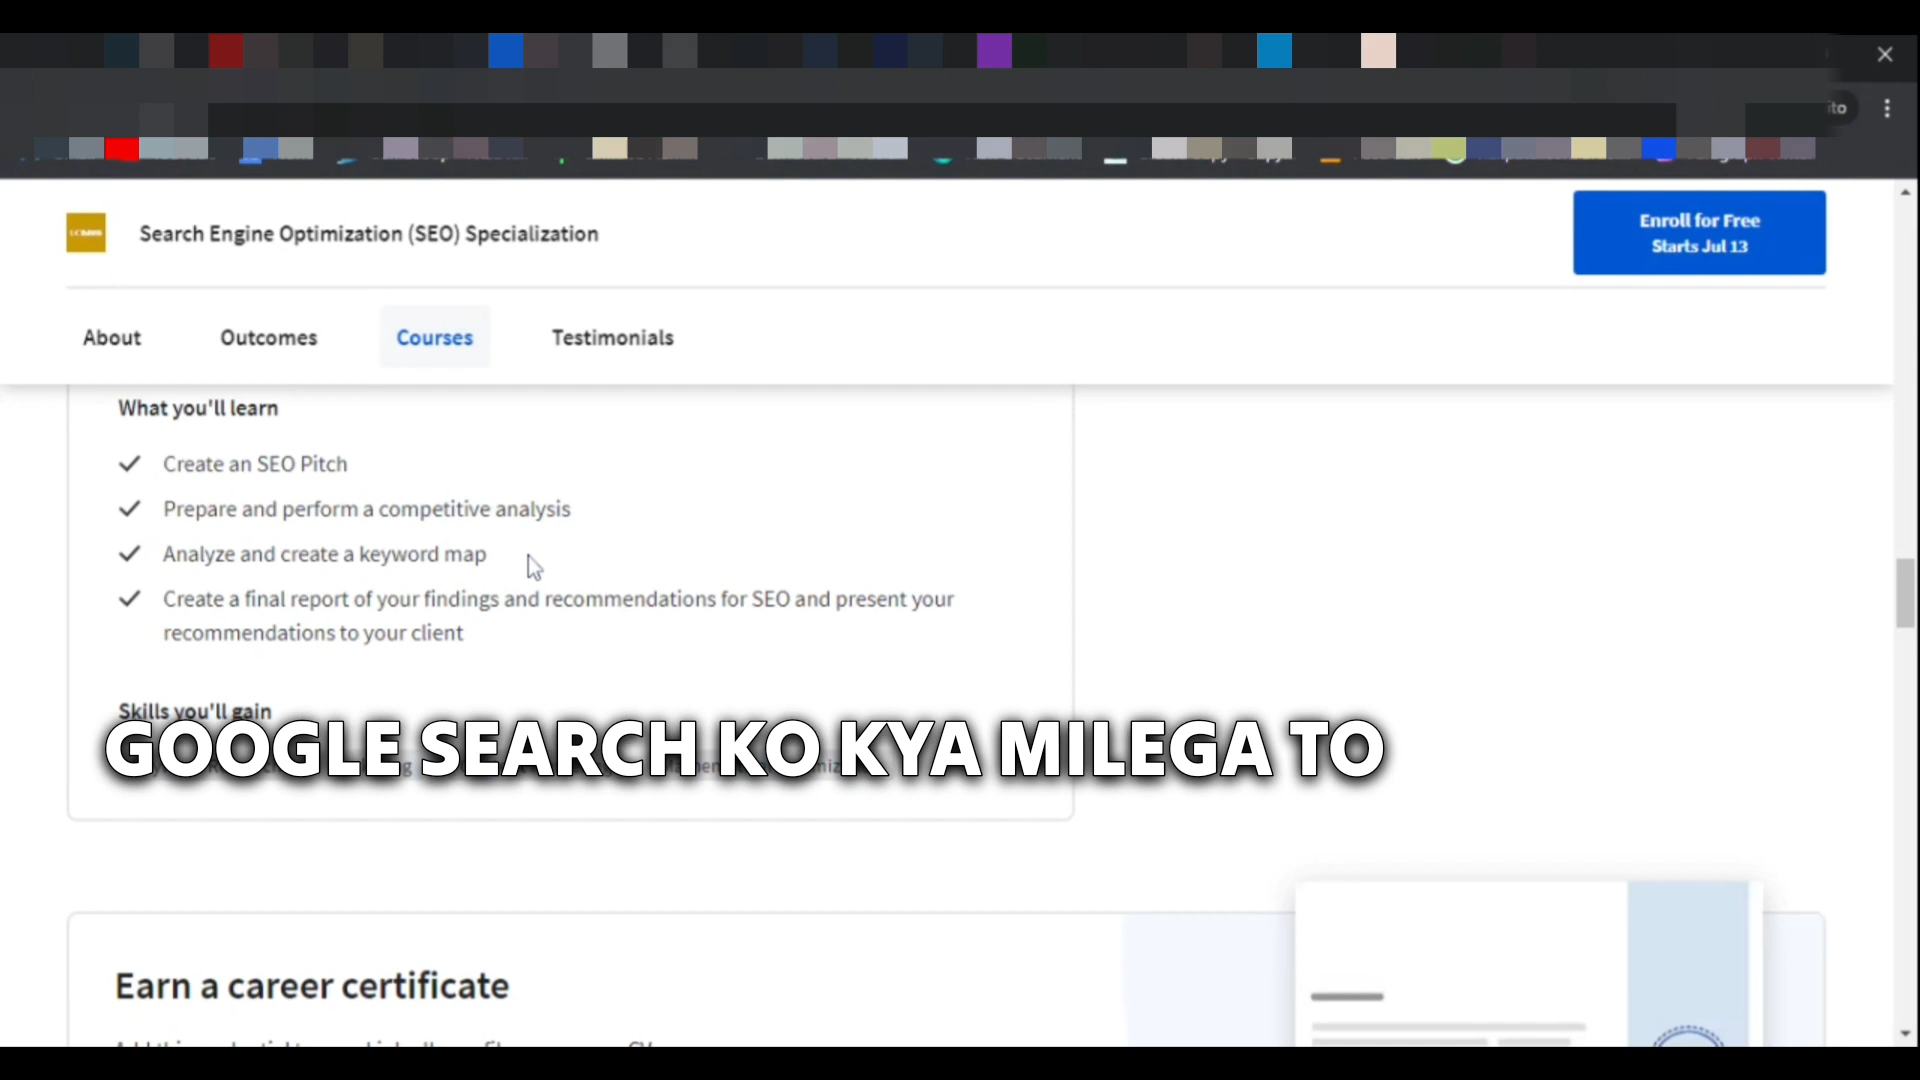 Search Engine Optimization (SEO) Specialization
Enroll for Free
Starts Jul 13
About
Outcomes
Courses
Testimonials
What you'll learn
Create an SEO Pitch
Prepare and perform a competitive analysis
Analyze and create a keyword map
Create a final report of your findings and recommendations for SEO and present your
recommendations to your client
Skills you'll gain
GOOGLE SEARCH KO KYA MILEGA TO
Earn a career certificate